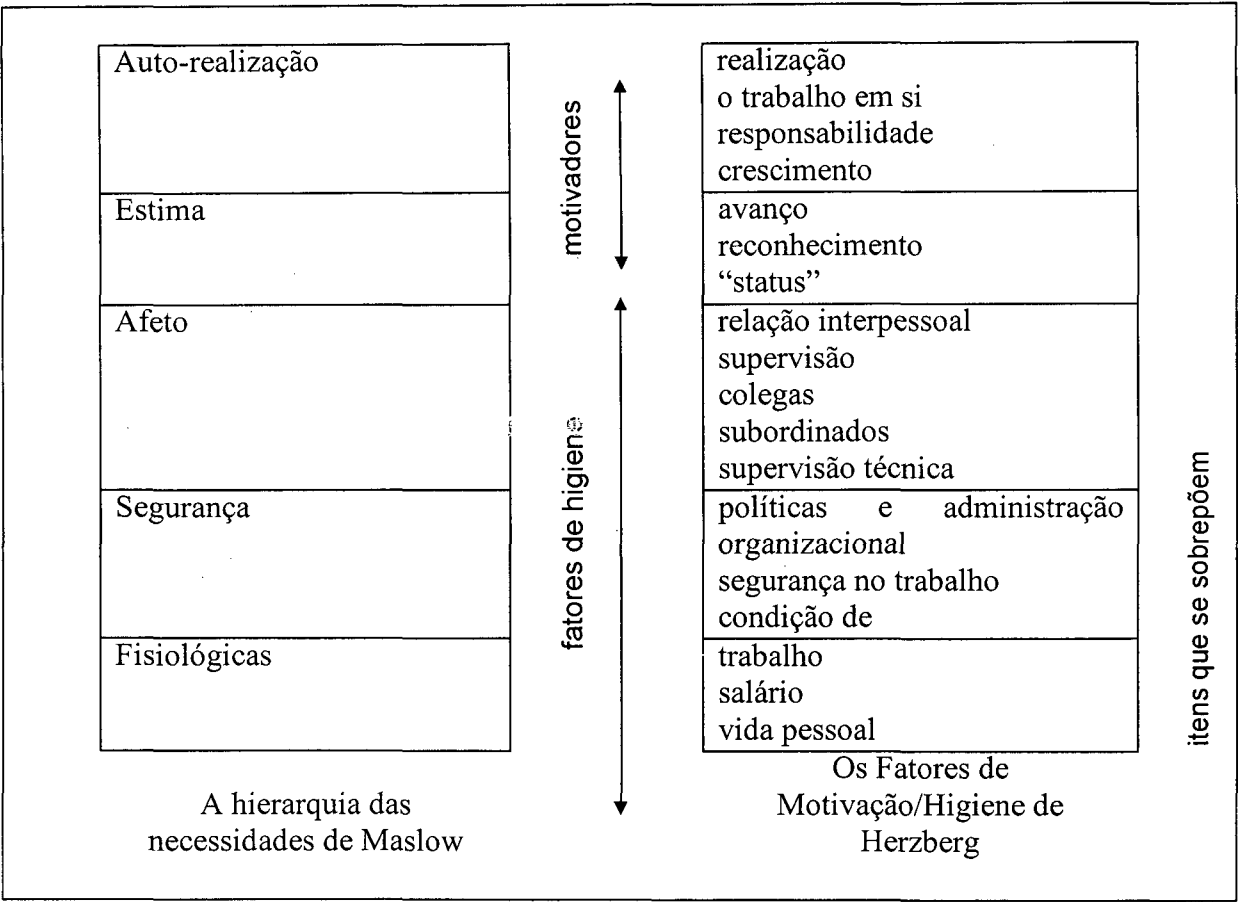 Auto-realização
Estima
Afeto
Segurança
Fisiológicas
A hierarquia das
necessidades de Maslow
motivadores
fatores de higiene
realização
o trabalho em si
responsabilidade
crescimento
avanço
reconhecimento
“status”
relação interpessoal
supervisão
colegas
subordinados
supervisão técnica
políticas e administração
organizacional
segurança no trabalho
condição de
trabalho
salário
vida pessoal
Os Fatores de
Motivação/Higiene de
Herzberg
itens que se sobrepõem